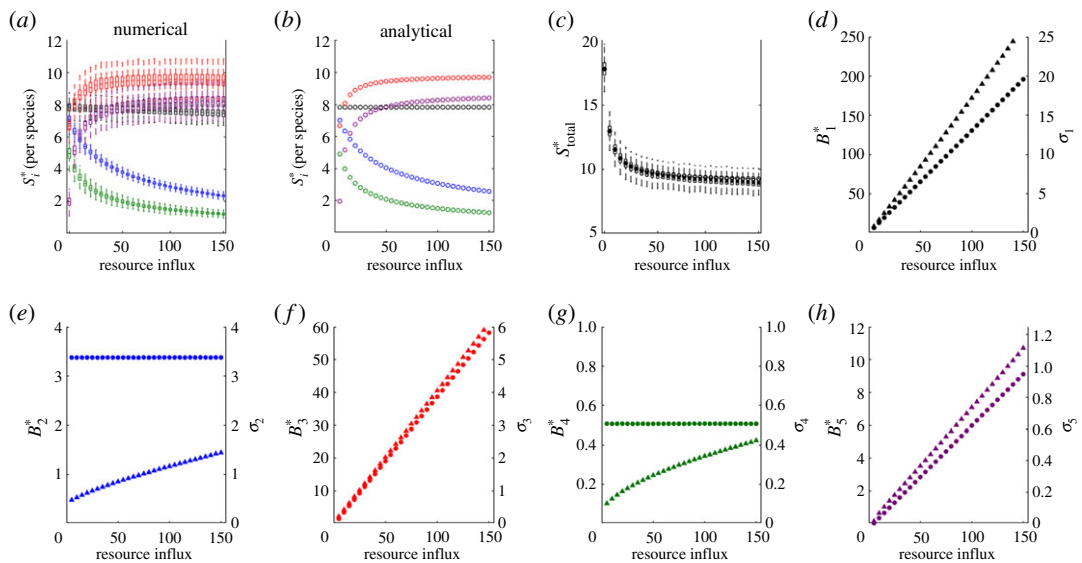 (a) numerical
12
10
8
6
4
2
S*i (per species)
0 50 100 150
resource influx
(b) analytical
12
10
8
6
4
2
S*i (per species)
0 50 100 150
resource influx
(c)
20
15
10
5
S*total
0 50 100 150
resource influx
(d)
250
200
150
100
50
B*1
0 50 100 150
resource influx
25
20
15
10
5
0
σ1
(e)
4
3
2
1
B*2
0 50 100 150
resource influx
4
3
2
1
0
σ2
(f)
60
50
40
30
20
10
B*3
0 50 100 150
resource influx
6
5
4
3
2
1
0
σ3
(g)
1.0
0.8
0.6
0.4
0.2
B*4
0 50 100 150
resource influx
1.0
0.8
0.6
0.4
0.2
0
σ4
(h)
12
10
8
6
4
2
B*5
0 50 100 150
resource influx
1.2
1.0
0.8
0.6
0.4
0.2
0
σ5